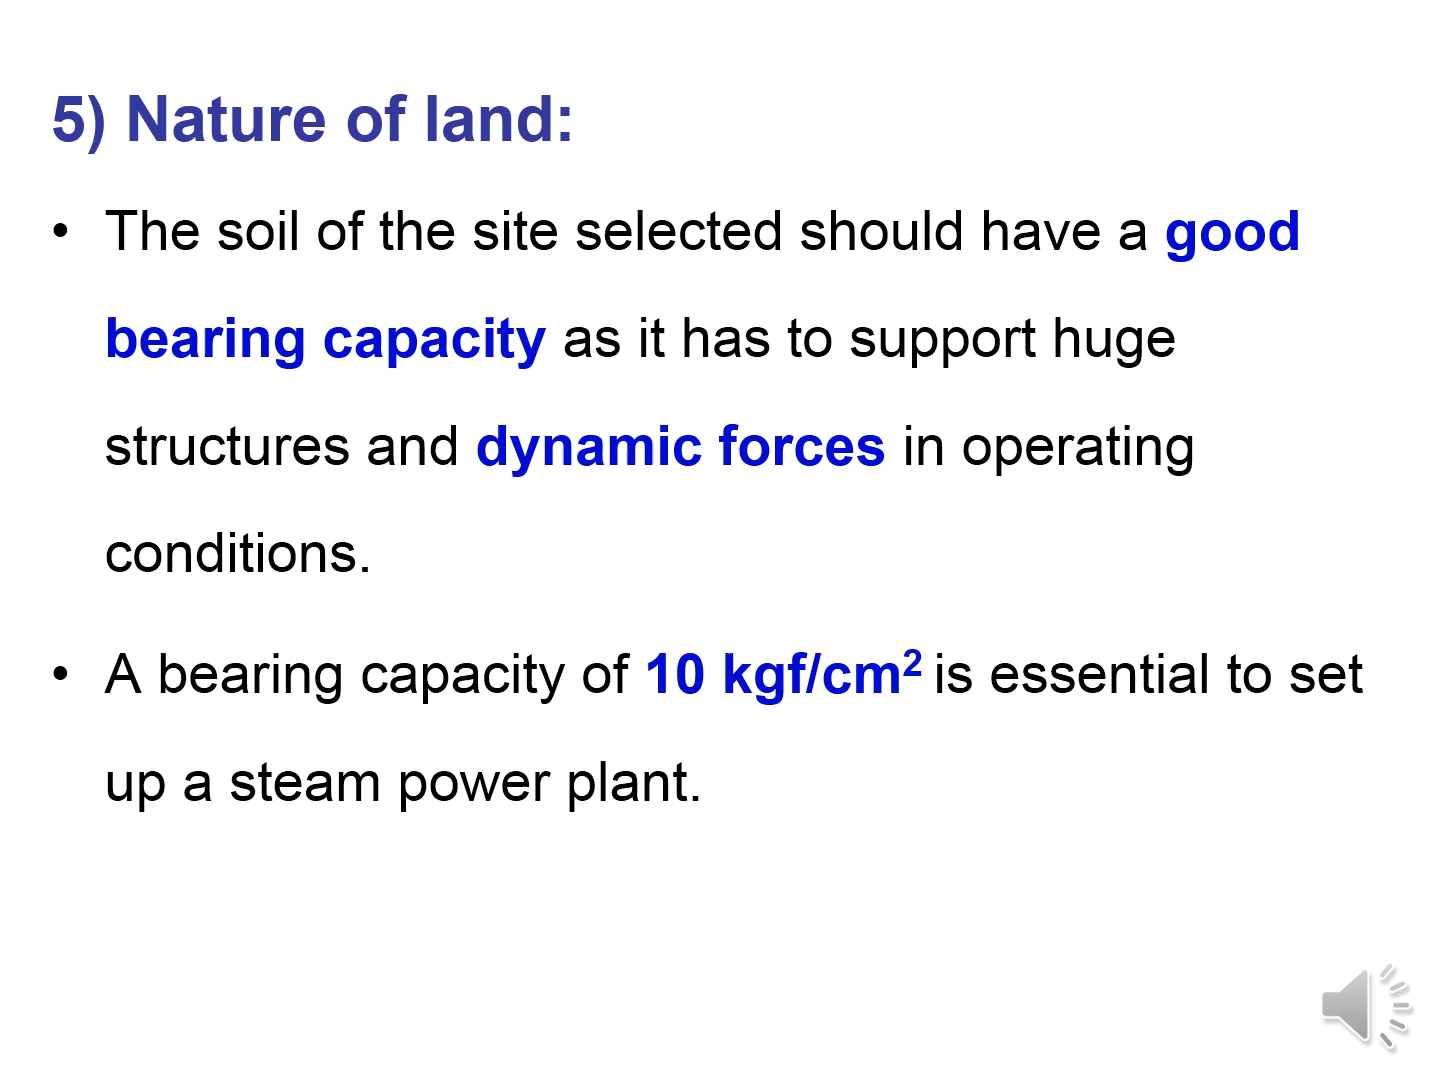 5) Nature of land:
• The soil of the site selected should have a good
bearing capacity as it has to support huge
structures and dynamic forces in operating
conditions.
• A bearing capacity of 10 kgf/cm² is essential to set
up a steam power plant.